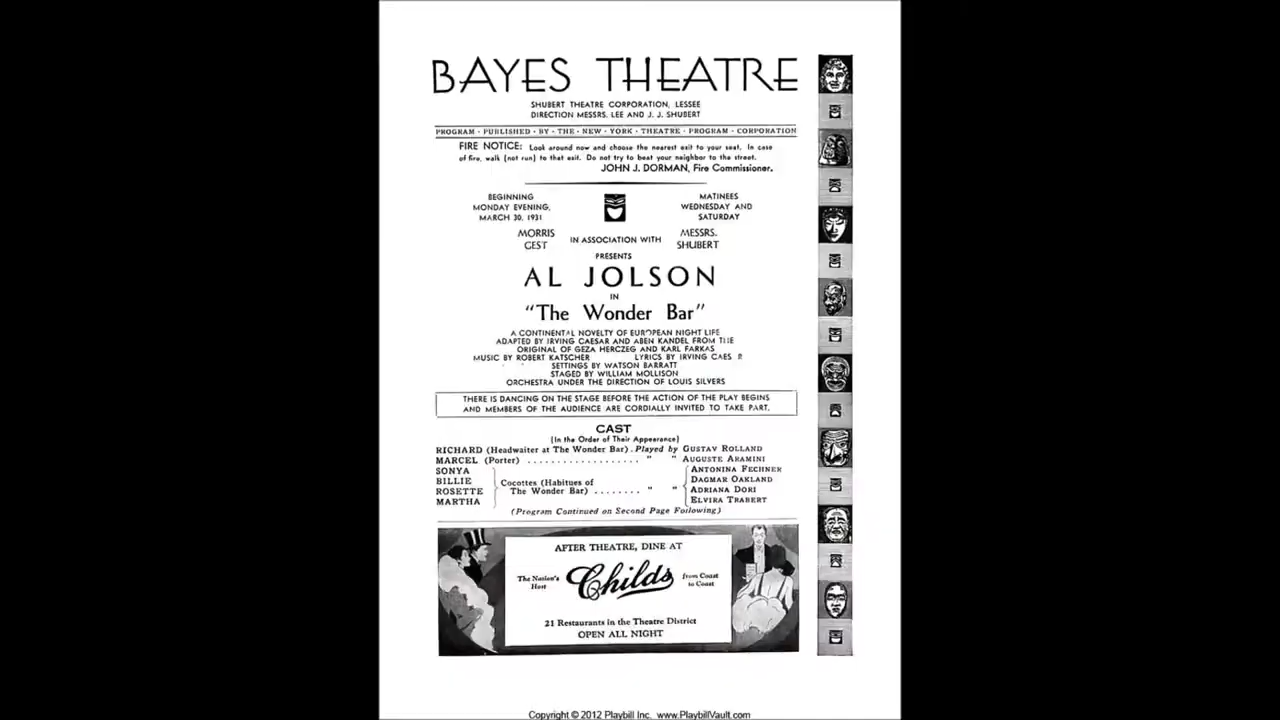 BAYES THEATRE
SHUBERT THEATRE CORPORATION, LESSEE
DIRECTION MESSRS. LEE AND J. J. SHUBERT
PROGRAM · PUBLISHED · BY · THE · NEW · YORK · THEATRE · PROGRAM · CORPORATION
FIRE NOTICE: Look around now and choose the nearest exit to your seat. In case
of fire, walk (not run) to that exit. Do not try to beat your neighbor to the street.
JOHN J. DORMAN, Fire Commissioner.
BEGINNING
MONDAY EVENING,
MARCH 30, 1931
MATINEES
WEDNESDAY AND
SATURDAY
MORRIS
GEST
IN ASSOCIATION WITH
MESSRS.
SHUBERT
PRESENTS
AL JOLSON
IN
"The Wonder Bar"
A CONTINENTAL NOVELTY OF EUROPEAN NIGHT LIFE
ADAPTED BY IRVING CAESAR AND ABEN KANDEL FROM THE
ORIGINAL OF GEZA HERCZEG AND KARL FARKAS
MUSIC BY ROBERT KATSCHER LYRICS BY IRVING CAES R
SETTINGS BY WATSON BARRATT
STAGED BY WILLIAM MOLLISON
ORCHESTRA UNDER THE DIRECTION OF LOUIS SILVERS
THERE IS DANCING ON THE STAGE BEFORE THE ACTION OF THE PLAY BEGINS
AND MEMBERS OF THE AUDIENCE ARE CORDIALLY INVITED TO TAKE PART.
CAST
(In the Order of Their Appearance)
RICHARD (Headwaiter at The Wonder Bar) . Played by GUSTAV ROLLAND
MARCEL (Porter) . . . . . . . . . . . . . . . . . . " " AUGUSTE ARAMINI
SONYA
BILLIE
ROSETTE
MARTHA
Cocottes (Habitues of
The Wonder Bar) . . . . . . . . " "
ANTONINA FECHNER
DAGMAR OAKLAND
ADRIANA DORI
ELVIRA TRABERT
(Program Continued on Second Page Following)
AFTER THEATRE, DINE AT
The Nation's
Host
Childs
from Coast
to Coast
21 Restaurants in the Theatre District
OPEN ALL NIGHT
Copyright © 2012 Playbill Inc. www.PlaybillVault.com